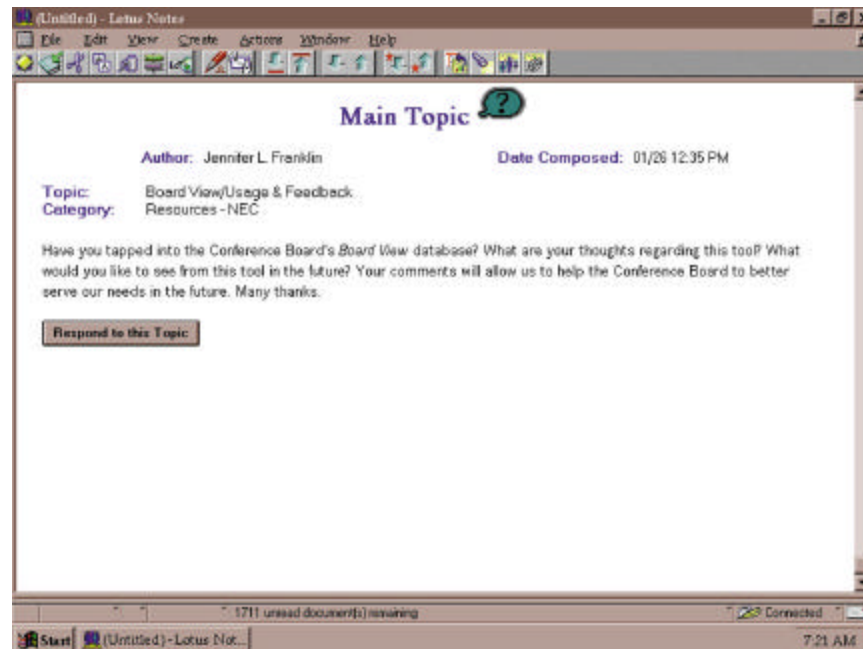 (Untitled) - Lotus Notes
File Edit View Create Actions Window Help
Main Topic ?
Author: Jennifer L. Franklin Date Composed: 01/26 12:35 PM
Topic: Board View/Usage & Feedback
Category: Resources - NEC
Have you tapped into the Conference Board's Board View database? What are your thoughts regarding this tool? What
would you like to see from this tool in the future? Your comments will allow us to help the Conference Board to better
serve our needs in the future. Many thanks.
Respond to this Topic
1711 unread document(s) remaining Connected
Start (Untitled) - Lotus Not... 7:21 AM